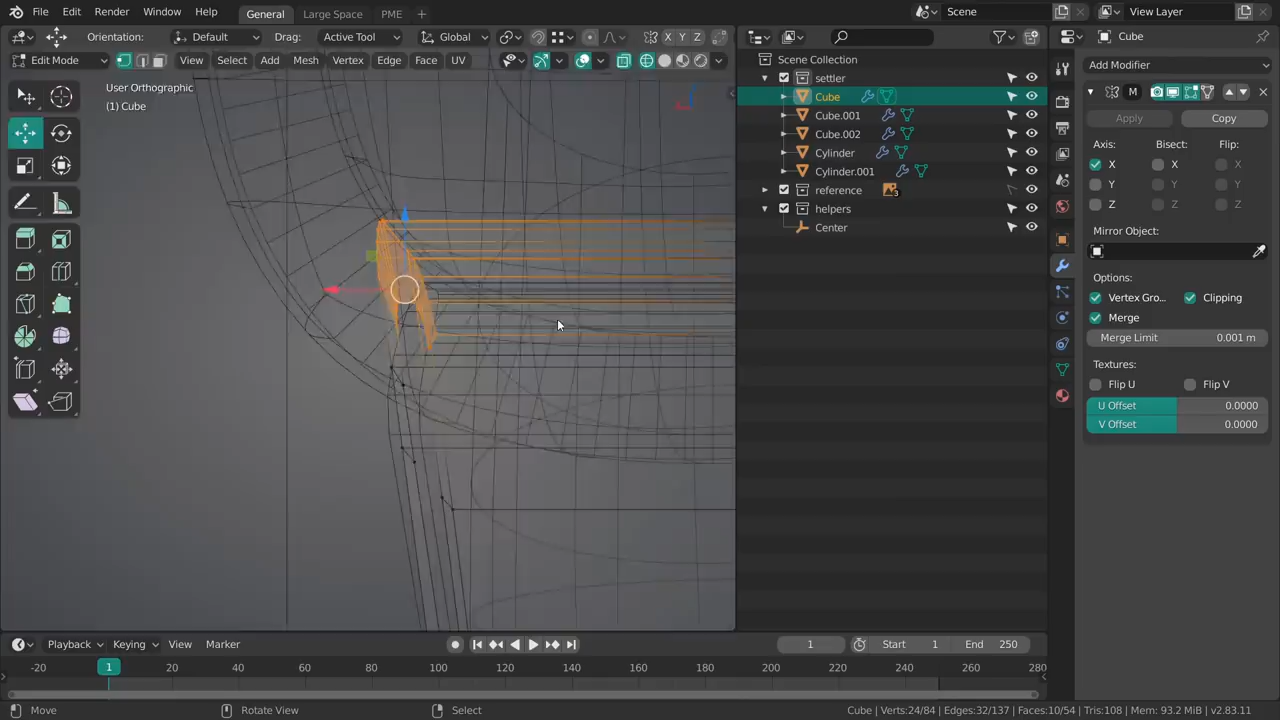 File Edit Render Window Help General Large Space PME + Scene View Layer
Orientation: Default Drag: Active Tool Global X Y Z Cube
Edit Mode View Select Add Mesh Vertex Edge Face UV
User Orthographic
(1) Cube
Scene Collection
settler
Cube
Cube.001
Cube.002
Cylinder
Cylinder.001
reference 3
helpers
Center
Add Modifier
M
Apply Copy
Axis: Bisect: Flip:
X X X
Y Y Y
Z Z Z
Mirror Object:
Options:
Vertex Gro... Clipping
Merge
Merge Limit 0.001 m
Textures:
Flip U Flip V
U Offset 0.0000
V Offset 0.0000
Playback Keying View Marker 1 Start 1 End 250
-20 1 20 40 60 80 100 120 140 160 180 200 220 240 260 280
Move Rotate View Select Cube | Verts:24/84 | Edges:32/137 | Faces:10/54 | Tris:108 | Mem: 93.2 MiB | v2.83.11